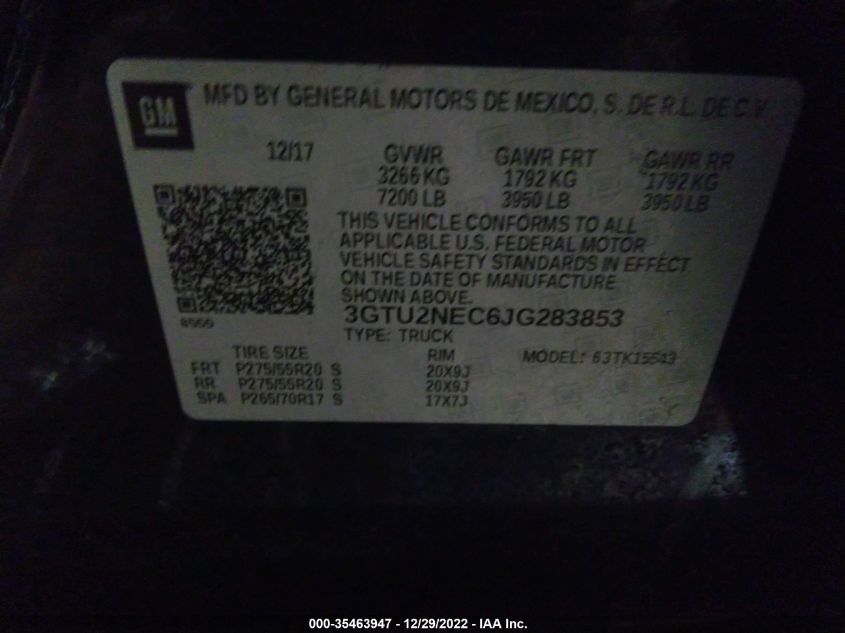 GM MFD BY GENERAL MOTORS DE MEXICO, S. DE R.L. DE C.V.
12/17 GVWR GAWR FRT GAWR RR
3266 KG 1792 KG 1792 KG
7200 LB 3950 LB 3950 LB
THIS VEHICLE CONFORMS TO ALL
APPLICABLE U.S. FEDERAL MOTOR
VEHICLE SAFETY STANDARDS IN EFFECT
ON THE DATE OF MANUFACTURE
SHOWN ABOVE.
3GTU2NEC6JG283853
TYPE: TRUCK
TIRE SIZE RIM MODEL: 63TK15543
FRT P275/55R20 S 20X9J
RR P275/55R20 S 20X9J
SPA P265/70R17 S 17X7J
000-35463947 - 12/29/2022 - IAA Inc.